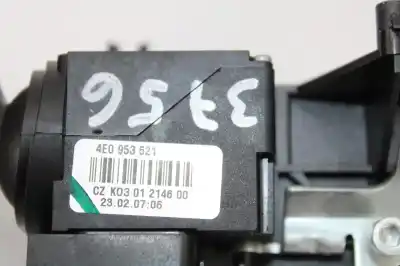 3756
4E0 953 521
CZ K03 01 2146 00
23.02.07:06